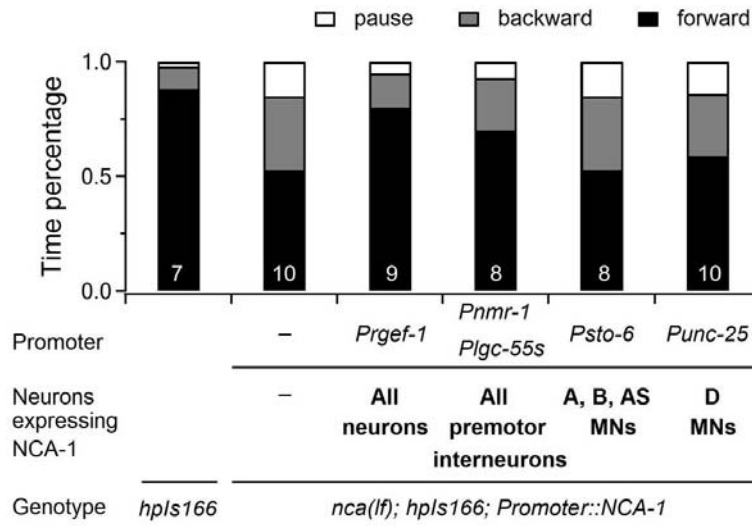 pause backward forward
Time percentage
1.0
0.5
0.0
7 10 9 8 8 10
Promoter – Prgef-1 Pnmr-1 Plgc-55s Psto-6 Punc-25
Neurons expressing NCA-1 – All neurons All premotor interneurons A, B, AS MNs D MNs
Genotype hpIs166 nca(lf); hpIs166; Promoter::NCA-1